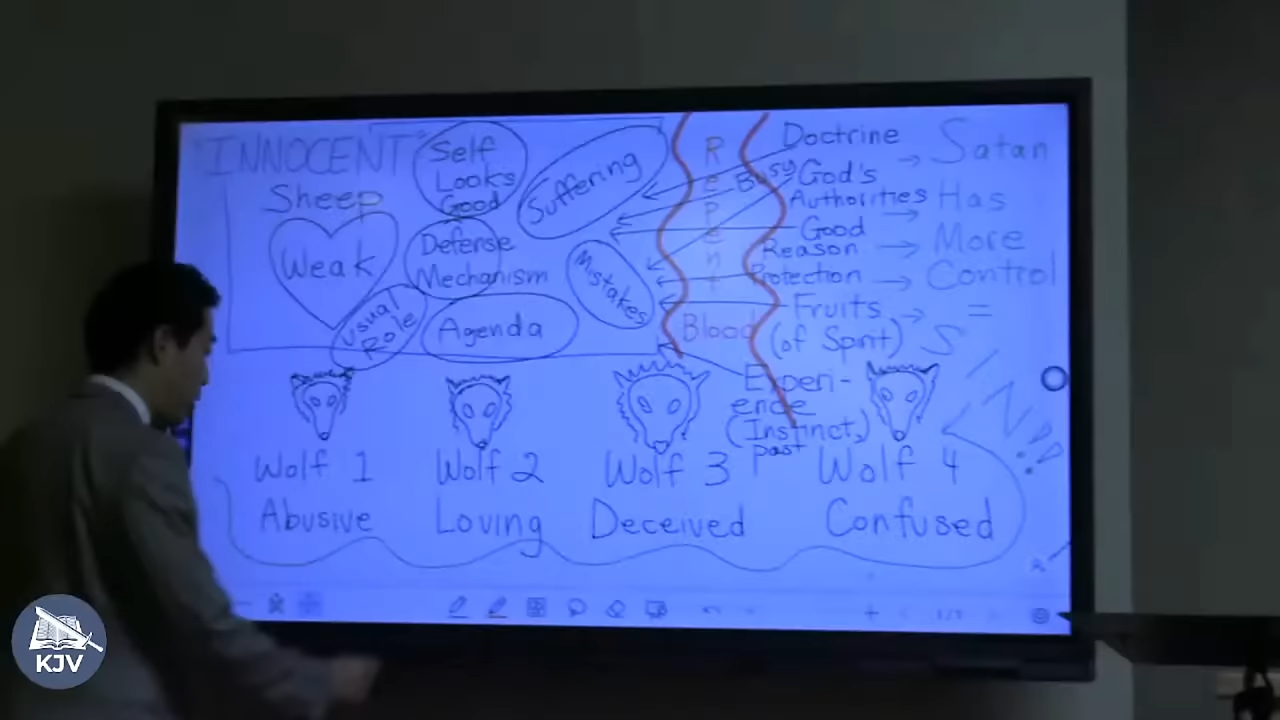 INNOCENT
Sheep
Weak
Self
Looks
Good
Defense
Mechanism
Usual
Role
Agenda
Suffering
Mistakes
Repent
Blood
Busy
Doctrine
God's
Authorities
Good
Reason
Protection
Fruits
(of Spirit)
Experi-
ence
(Instinct,
past
Satan
Has
More
Control
=
S
Wolf 1
Abusive
Wolf 2
Loving
Wolf 3
Deceived
Wolf 4
Confused
KJV